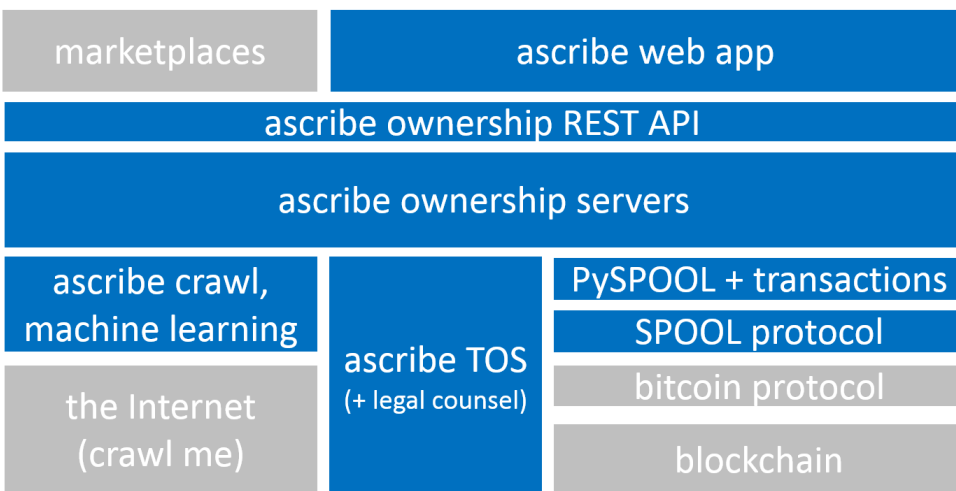 marketplaces
ascribe web app
ascribe ownership REST API
ascribe ownership servers
ascribe crawl,
machine learning
the Internet
(crawl me)
ascribe TOS
(+ legal counsel)
PySPOOL + transactions
SPOOL protocol
bitcoin protocol
blockchain